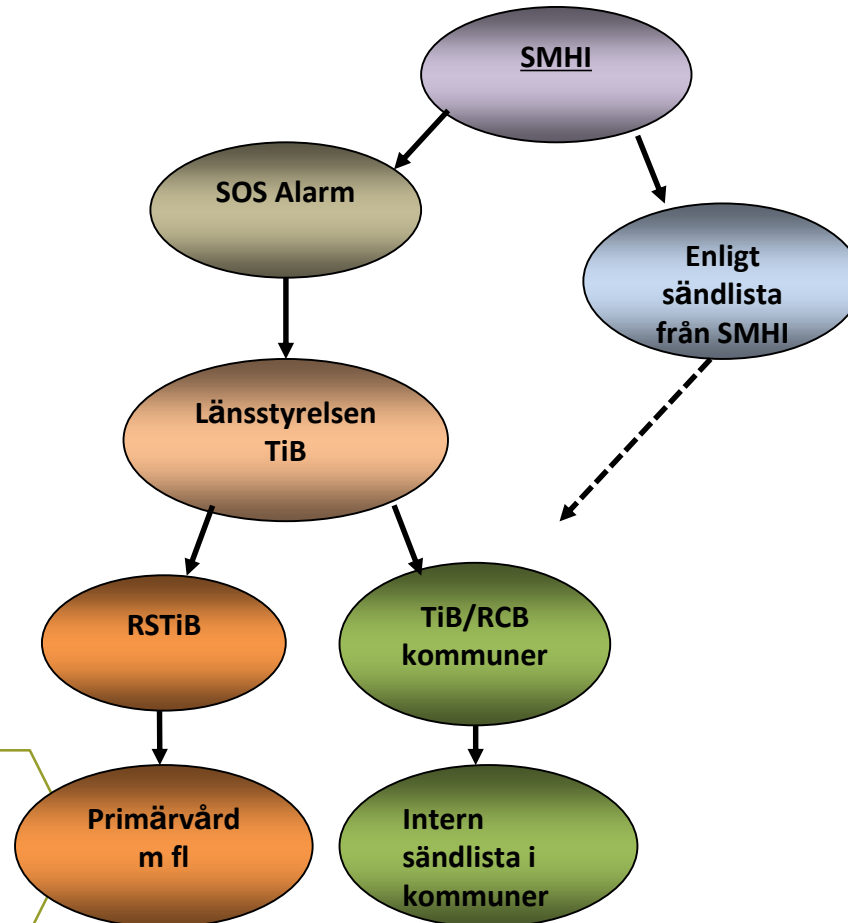 SMHI
SOS Alarm
Enligt
sändlista
från SMHI
Länsstyrelsen
TiB
RSTiB
TiB/RCB
kommuner
Primärvård
m fl
Intern
sändlista i
kommuner